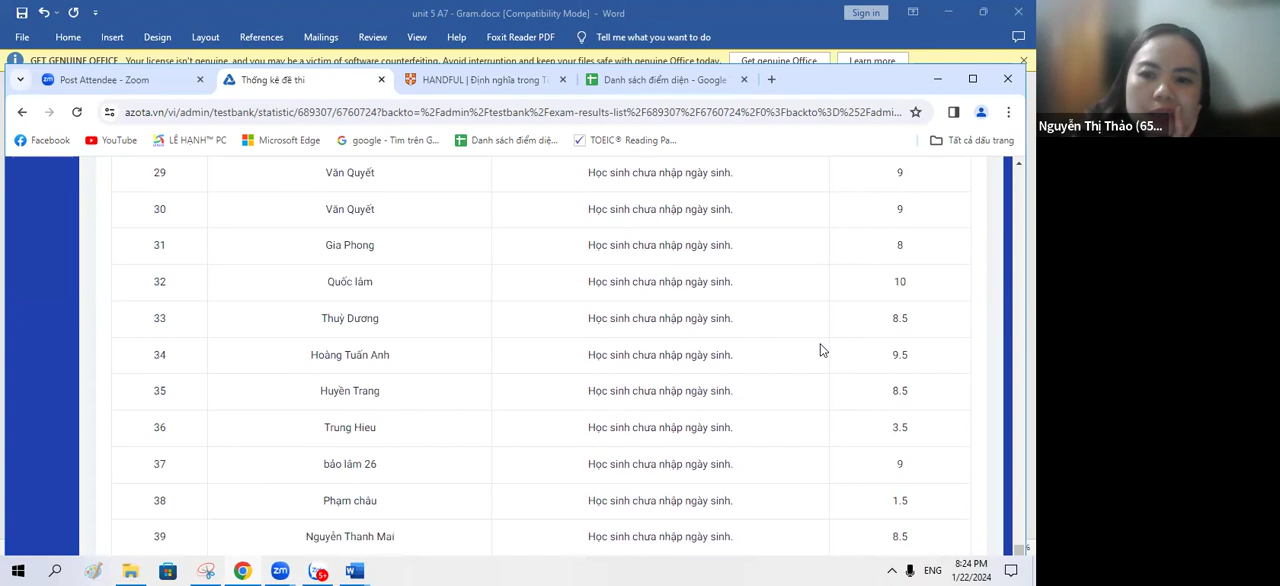 unit 5 A7 - Gram.docx [Compatibility Mode] - Word
Sign in
File Home Insert Design Layout References Mailings Review View Help Foxit Reader PDF Tell me what you want to do
GET GENUINE OFFICE Your license isn't genuine, and you may be a victim of software counterfeiting. Avoid interruption and keep your files safe with genuine Office today. Get genuine Office Learn more
Post Attendee - Zoom Thống kê đề thi HANDFUL | Định nghĩa trong T Danh sách điểm diện - Google
azota.vn/vi/admin/testbank/statistic/689307/6760724?backto=%2Fadmin%2Ftestbank%2Fexam-results-list%2F689307%2F6760724%2F0%3Fbackto%3D%252Fadmi...
Facebook YouTube LÊ HẠNH™ PC Microsoft Edge google - Tìm trên G... Danh sách điểm diệ... TOEIC® Reading Pa... Tất cả dấu trang
29 Văn Quyết Học sinh chưa nhập ngày sinh. 9
30 Văn Quyết Học sinh chưa nhập ngày sinh. 9
31 Gia Phong Học sinh chưa nhập ngày sinh. 8
32 Quốc lâm Học sinh chưa nhập ngày sinh. 10
33 Thuỳ Dương Học sinh chưa nhập ngày sinh. 8.5
34 Hoàng Tuấn Anh Học sinh chưa nhập ngày sinh. 9.5
35 Huyền Trang Học sinh chưa nhập ngày sinh. 8.5
36 Trung Hieu Học sinh chưa nhập ngày sinh. 3.5
37 bảo lâm 26 Học sinh chưa nhập ngày sinh. 9
38 Phạm châu Học sinh chưa nhập ngày sinh. 1.5
39 Nguyễn Thanh Mai Học sinh chưa nhập ngày sinh. 8.5
ENG 8:24 PM
1/22/2024
Nguyễn Thị Thảo (65...